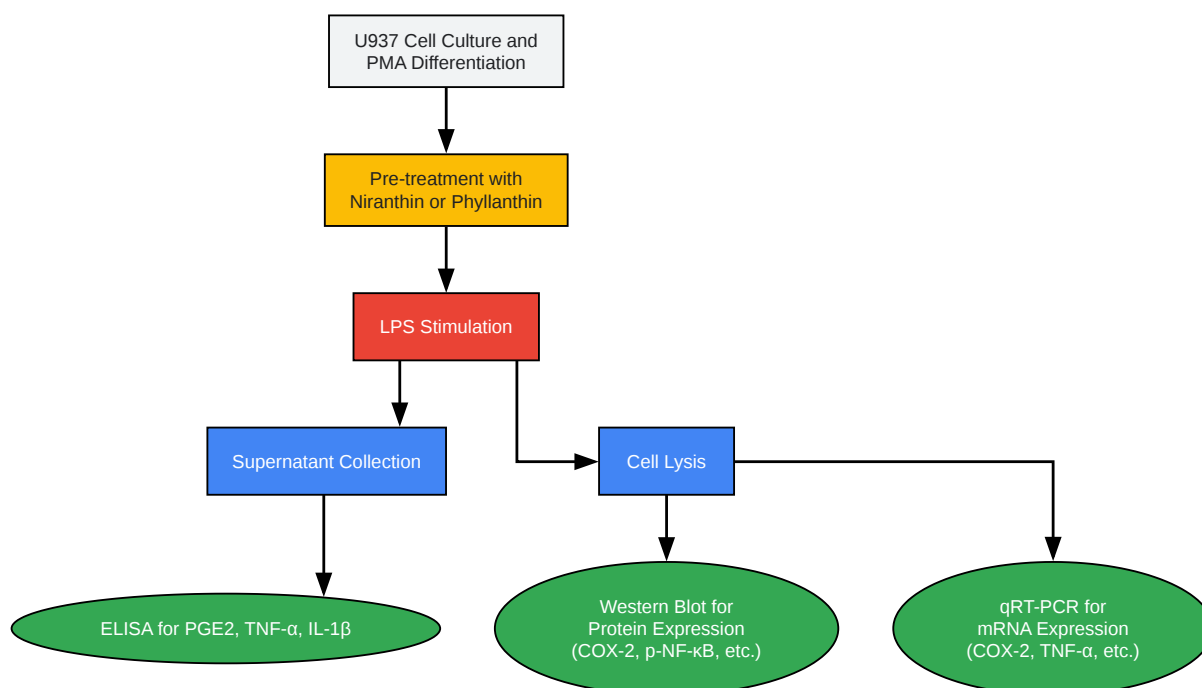 U937 Cell Culture and
PMA Differentiation
Pre-treatment with
Niranthin or Phyllanthin
LPS Stimulation
Supernatant Collection
Cell Lysis
ELISA for PGE2, TNF-α, IL-1β
Western Blot for
Protein Expression
(COX-2, p-NF-κB, etc.)
qRT-PCR for
mRNA Expression
(COX-2, TNF-α, etc.)